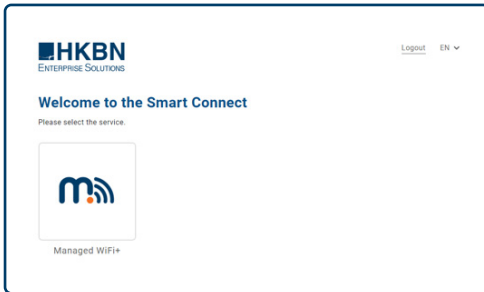 HKBN
ENTERPRISE SOLUTIONS
Logout EN
Welcome to the Smart Connect
Please select the service.
m
Managed WiFi+